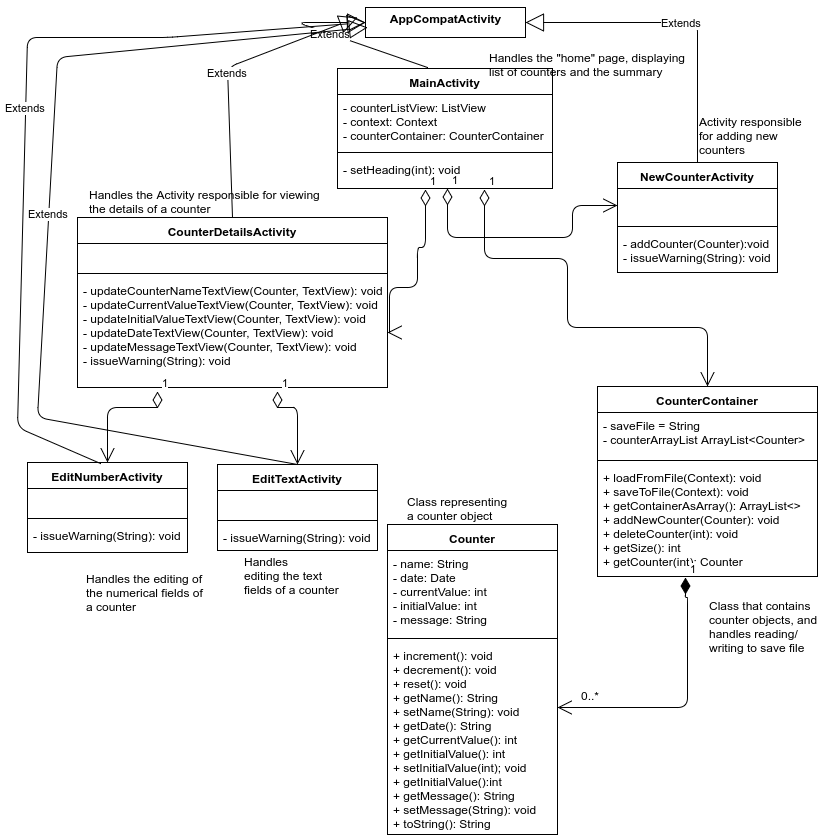 AppCompatActivity
Extends
Extends
Extends
Extends
Extends
Handles the "home" page, displaying
list of counters and the summary
MainActivity
- counterListView: ListView
- context: Context
- counterContainer: CounterContainer
- setHeading(int): void
1
1
1
Activity responsible
for adding new
counters
NewCounterActivity
- addCounter(Counter):void
- issueWarning(String): void
Handles the Activity responsible for viewing
the details of a counter
CounterDetailsActivity
- updateCounterNameTextView(Counter, TextView): void
- updateCurrentValueTextView(Counter, TextView): void
- updateInitialValueTextView(Counter, TextView): void
- updateDateTextView(Counter, TextView): void
- updateMessageTextView(Counter, TextView): void
- issueWarning(String): void
1
1
EditNumberActivity
- issueWarning(String): void
Handles the editing of
the numerical fields of
a counter
EditTextActivity
- issueWarning(String): void
Handles
editing the text
fields of a counter
CounterContainer
- saveFile = String
- counterArrayList ArrayList<Counter>
+ loadFromFile(Context): void
+ saveToFile(Context): void
+ getContainerAsArray(): ArrayList<>
+ addNewCounter(Counter): void
+ deleteCounter(int): void
+ getSize(): int
+ getCounter(int): Counter
1
Class that contains
counter objects, and
handles reading/
writing to save file
0..*
Class representing
a counter object
Counter
- name: String
- date: Date
- currentValue: int
- initialValue: int
- message: String
+ increment(): void
+ decrement(): void
+ reset(): void
+ getName(): String
+ setName(String): void
+ getDate(): String
+ getCurrentValue(): int
+ getInitialValue(): int
+ setInitialValue(int); void
+ getInitialValue():int
+ getMessage(): String
+ setMessage(String): void
+ toString(): String